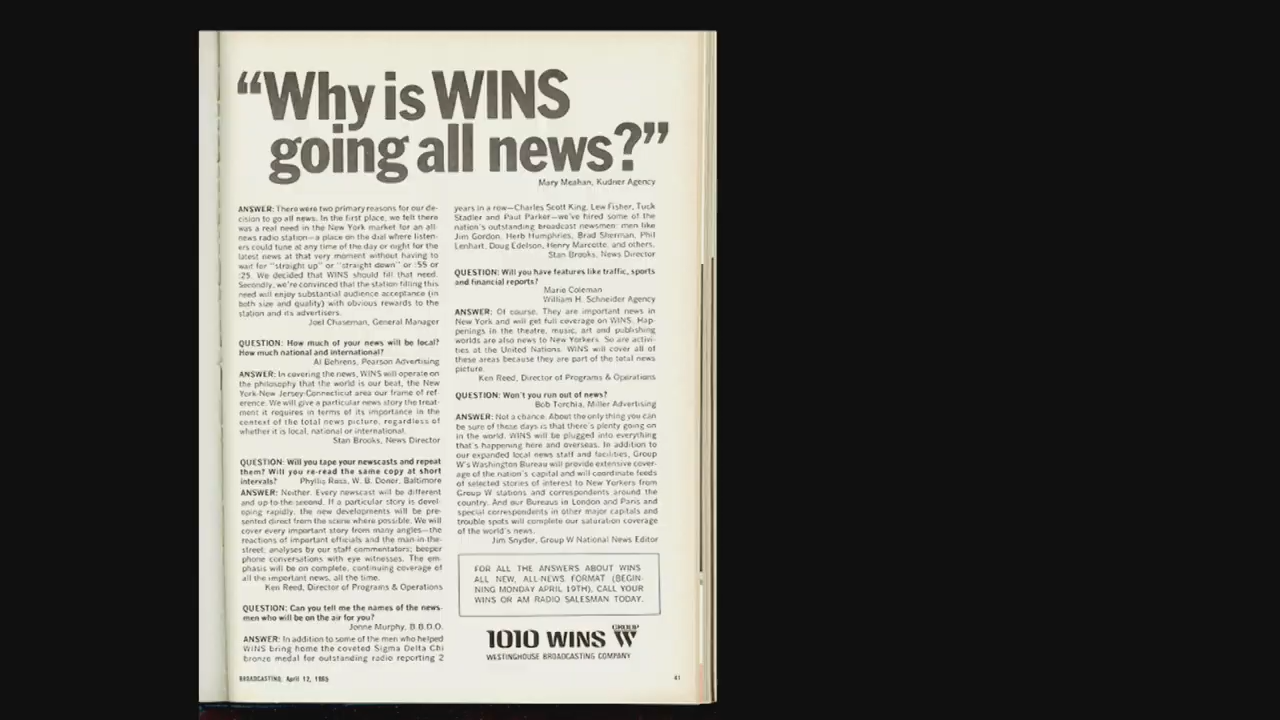 “Why is WINS
going all news?”
Mary Meahan, Kudner Agency
ANSWER: There were two primary reasons for our de-
cision to go all news. In the first place, we felt there
was a real need in the New York market for an all-
news radio station—a place on the dial where listen-
ers could tune at any time of the day or night for the
latest news at that very moment without having to
wait for “straight up” or “straight down” or :55 or
:25. We decided that WINS should fill that need.
Secondly, we're convinced that the station filling this
need will enjoy substantial audience acceptance (in
both size and quality) with obvious rewards to the
station and its advertisers.
Joel Chaseman, General Manager
QUESTION: How much of your news will be local?
How much national and international?
Al Behrens, Pearson Advertising
ANSWER: In covering the news, WINS will operate on
the philosophy that the world is our beat, the New
York-New Jersey-Connecticut area our frame of ref-
erence. We will give a particular news story the treat-
ment it requires in terms of its importance in the
context of the total news picture, regardless of
whether it is local, national or international.
Stan Brooks, News Director
QUESTION: Will you tape your newscasts and repeat
them? Will you re-read the same copy at short
intervals? Phyllis Ross, W. B. Doner, Baltimore
ANSWER: Neither. Every newscast will be different
and up to the second. If a particular story is devel-
oping rapidly, the new developments will be pre-
sented direct from the scene where possible. We will
cover every important story from many angles—the
reactions of important officials and the man-in-the-
street; analyses by our staff commentators; beeper
phone conversations with eye witnesses. The em-
phasis will be on complete, continuing coverage of
all the important news, all the time.
Ken Reed, Director of Programs & Operations
QUESTION: Can you tell me the names of the news-
men who will be on the air for you?
Jonne Murphy, B.B.D.O.
ANSWER: In addition to some of the men who helped
WINS bring home the coveted Sigma Delta Chi
bronze medal for outstanding radio reporting 2
years in a row—Charles Scott King, Lew Fisher, Tuck
Stadler and Paul Parker—we've hired some of the
nation's outstanding broadcast newsmen: men like
Jim Gordon, Herb Humphries, Brad Sherman, Phil
Lenhart, Doug Edelson, Henry Marcotte, and others.
Stan Brooks, News Director
QUESTION: Will you have features like traffic, sports
and financial reports?
Marie Coleman
William H. Schneider Agency
ANSWER: Of course. They are important news in
New York and will get full coverage on WINS. Hap-
penings in the theatre, music, art and publishing
worlds are also news to New Yorkers. So are activi-
ties at the United Nations. WINS will cover all of
these areas because they are part of the total news
picture.
Ken Reed, Director of Programs & Operations
QUESTION: Won't you run out of news?
Bob Torchia, Miller Advertising
ANSWER: Not a chance. About the only thing you can
be sure of these days is that there's plenty going on
in the world. WINS will be plugged into everything
that's happening here and overseas. In addition to
our expanded local news staff and facilities, Group
W's Washington Bureau will provide extensive cover-
age of the nation's capital and will coordinate feeds
of selected stories of interest to New Yorkers from
Group W stations and correspondents around the
country. And our Bureaus in London and Paris and
special correspondents in other major capitals and
trouble spots will complete our saturation coverage
of the world's news.
Jim Snyder, Group W National News Editor
FOR ALL THE ANSWERS ABOUT WINS
ALL NEW, ALL-NEWS FORMAT (BEGIN-
NING MONDAY APRIL 19TH), CALL YOUR
WINS OR AM RADIO SALESMAN TODAY.
1010 WINS GROUP W
WESTINGHOUSE BROADCASTING COMPANY
BROADCASTING, April 12, 1965
41